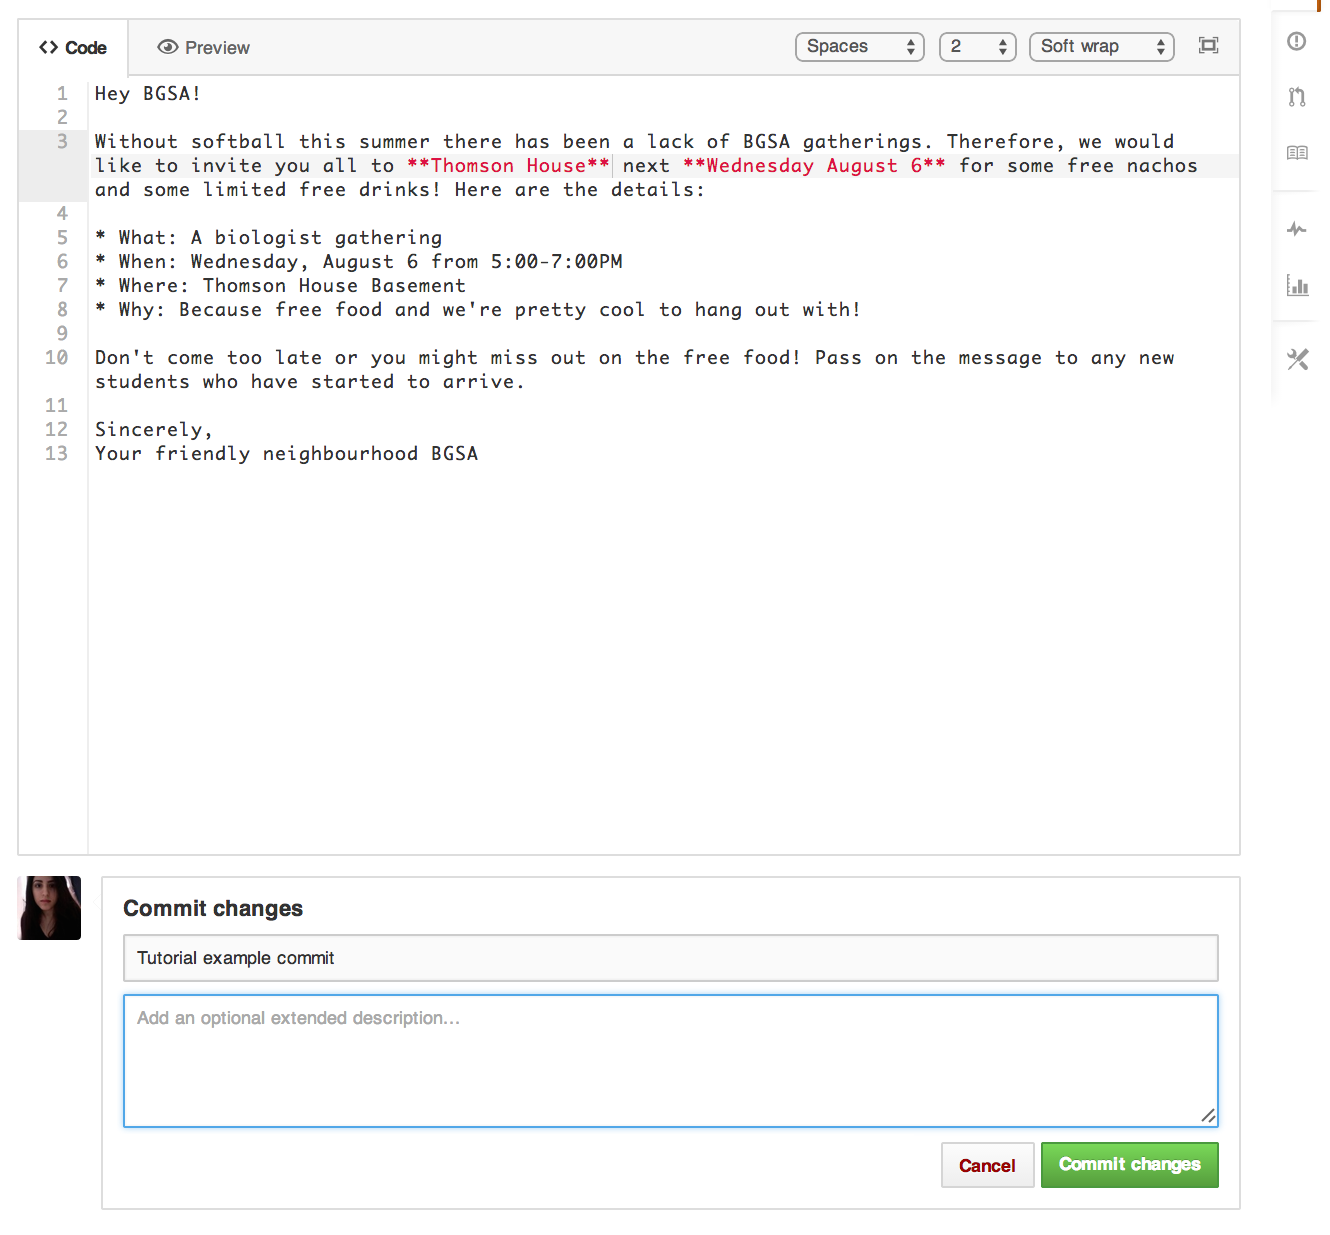 <> Code Preview Spaces 2 Soft wrap
1 Hey BGSA!
2
3 Without softball this summer there has been a lack of BGSA gatherings. Therefore, we would
like to invite you all to **Thomson House** next **Wednesday August 6** for some free nachos
and some limited free drinks! Here are the details:
4
5 * What: A biologist gathering
6 * When: Wednesday, August 6 from 5:00-7:00PM
7 * Where: Thomson House Basement
8 * Why: Because free food and we're pretty cool to hang out with!
9
10 Don't come too late or you might miss out on the free food! Pass on the message to any new
students who have started to arrive.
11
12 Sincerely,
13 Your friendly neighbourhood BGSA
Commit changes
Tutorial example commit
Add an optional extended description...
Cancel Commit changes